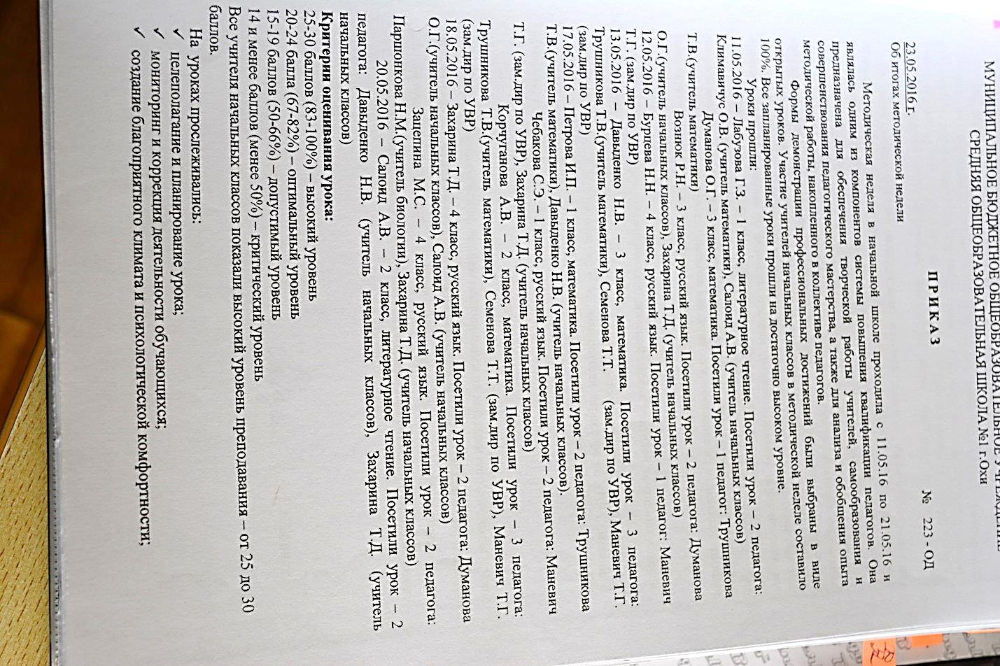 МУНИЦИПАЛЬНОЕ БЮДЖЕТНОЕ ОБЩЕОБРАЗОВАТЕЛЬНОЕ УЧРЕЖДЕНИЕ
СРЕДНЯЯ ОБЩЕОБРАЗОВАТЕЛЬНАЯ ШКОЛА №1 г.Охи
П Р И К А З
23.05.2016 г. № 223 - ОД
Об итогах методической недели
Методическая неделя в начальной школе проходила с 11.05.16 по 21.05.16 и
являлась одним из компонентов системы повышения квалификации педагогов. Она
предназначена для обеспечения творческой работы учителей, самообразования и
совершенствования педагогического мастерства, а также для анализа и обобщения опыта
методической работы, накопленного в коллективе педагогов.
Формы демонстрации профессиональных достижений были выбраны в виде
открытых уроков. Участие учителей начальных классов в методической неделе составило
100%. Все запланированные уроки прошли на достаточно высоком уровне.
Уроки прошли:
11.05.2016 – Лабузова Г.З. – 1 класс, литературное чтение. Посетили урок – 2 педагога:
Климавичус О.В. (учитель математики), Салоид А.В. (учитель начальных классов)
Думанова О.Г. – 3 класс, математика. Посетили урок – 1 педагог: Трушникова
Т.В.(учитель математики)
Вознюк Р.Н. – 3 класс, русский язык. Посетили урок – 2 педагога: Думанова
О.Г.(учитель начальных классов), Захарина Т.Д. (учитель начальных классов)
12.05.2016 – Бурцева Н.Н. – 4 класс, русский язык. Посетили урок – 1 педагог: Маневич
Т.Г. (зам.дир по УВР)
13.05.2016 – Давыденко Н.В. – 3 класс, математика. Посетили урок – 3 педагога:
Трушникова Т.В.(учитель математики), Семенова Т.Т. (зам.дир по УВР), Маневич Т.Г.
(зам.дир по УВР)
17.05.2016 – Петрова И.П. – 1 класс, математика. Посетили урок – 2 педагога: Трушникова
Т.В.(учитель математики), Давыденко Н.В. (учитель начальных классов).
Чебакова С.Э. – 1 класс, русский язык. Посетили урок – 2 педагога: Маневич
Т.Г. (зам.дир по УВР), Захарина Т.Д. (учитель начальных классов)
Корчуганова А.В. – 2 класс, математика. Посетили урок – 3 педагога:
Трушникова Т.В.(учитель математики), Семенова Т.Т. (зам.дир по УВР), Маневич Т.Г.
(зам.дир по УВР)
18.05.2016 – Захарина Т.Д. – 4 класс, русский язык. Посетили урок – 2 педагога: Думанова
О.Г.(учитель начальных классов), Салоид А.В. (учитель начальных классов)
Зацепина М.С. – 4 класс, русский язык. Посетили урок – 2 педагога:
Паршонкова Н.М.(учитель биологии), Захарина Т.Д. (учитель начальных классов)
20.05.2016 – Салоид А.В. – 2 класс, литературное чтение. Посетили урок – 2
педагога: Давыденко Н.В. (учитель начальных классов), Захарина Т.Д. (учитель
начальных классов)
Критерии оценивания урока:
25-30 баллов (83-100%) – высокий уровень
20-24 балла (67-82%) – оптимальный уровень
15-19 баллов (50-66%) – допустимый уровень
14 и менее баллов (менее 50%) – критический уровень
Все учителя начальных классов показали высокий уровень преподавания – от 25 до 30
баллов.
На уроках прослеживались:
✓ целеполагание и планирование урока;
✓ мониторинг и коррекция деятельности обучающихся;
✓ создание благоприятного климата и психологической комфортности;